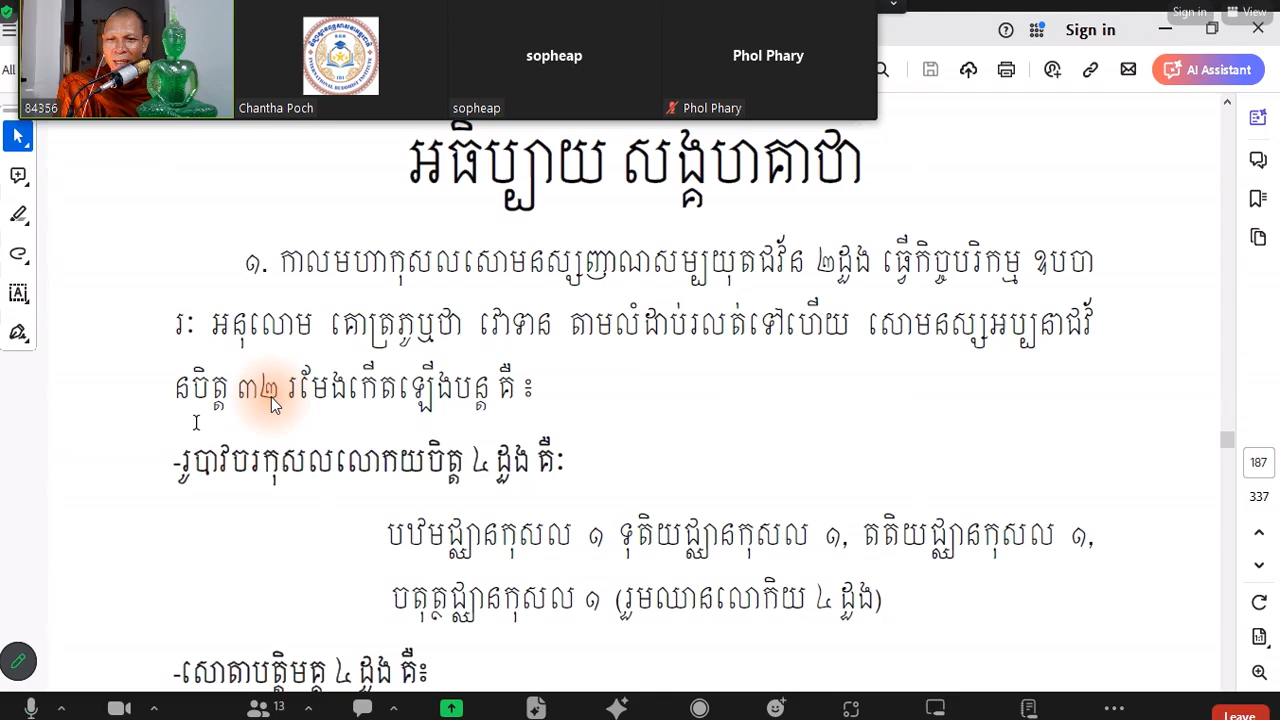 Sign in
View
84356
Chantha Poch
sopheap
sopheap
Phol Phary
Phol Phary
Sign in
All
AI Assistant
អធិប្បាយ សង្គហគាថា
១. កាលមហាកុសលសោមនស្សញាណសម្បយុតជវ័ន ២ដួង ធ្វើកិច្ចបរិកម្ម ឧបចា
រៈ អនុលោម គោត្រភូឬថា វោទាន តាមលំដាប់រលត់ទៅហើយ សោមនស្សអប្បនាជវ័
នចិត្ត ៣២ រមែងកើតឡើងបន្ត គឺ ៖
-រូបាវចរកុសលលោកយចិត្ត ៤ ដួង គឺៈ
បឋមជ្ឈានកុសល ១ ទុតិយជ្ឈានកុសល ១, តតិយជ្ឈានកុសល ១,
ចតុត្ថជ្ឈានកុសល ១ (រួមឈានលោកិយ ៤ ដួង)
-សោតាបត្តិមគ្គ ៤ ដួង គឺ៖
187
337
13
Leave